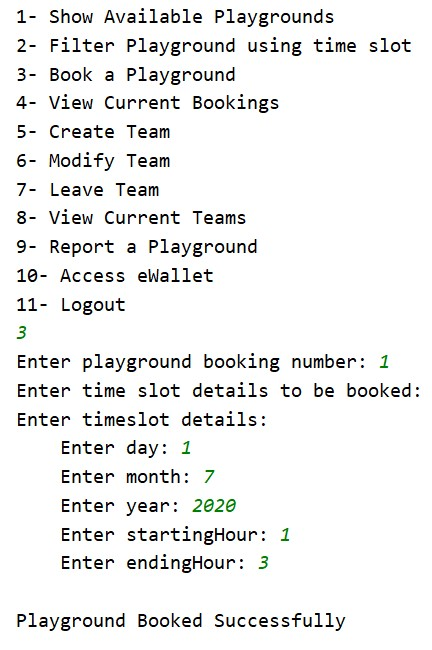 1- Show Available Playgrounds
2- Filter Playground using time slot
3- Book a Playground
4- View Current Bookings
5- Create Team
6- Modify Team
7- Leave Team
8- View Current Teams
9- Report a Playground
10- Access eWallet
11- Logout
3
Enter playground booking number: 1
Enter time slot details to be booked:
Enter timeslot details:
Enter day: 1
Enter month: 7
Enter year: 2020
Enter startingHour: 1
Enter endingHour: 3
Playground Booked Successfully